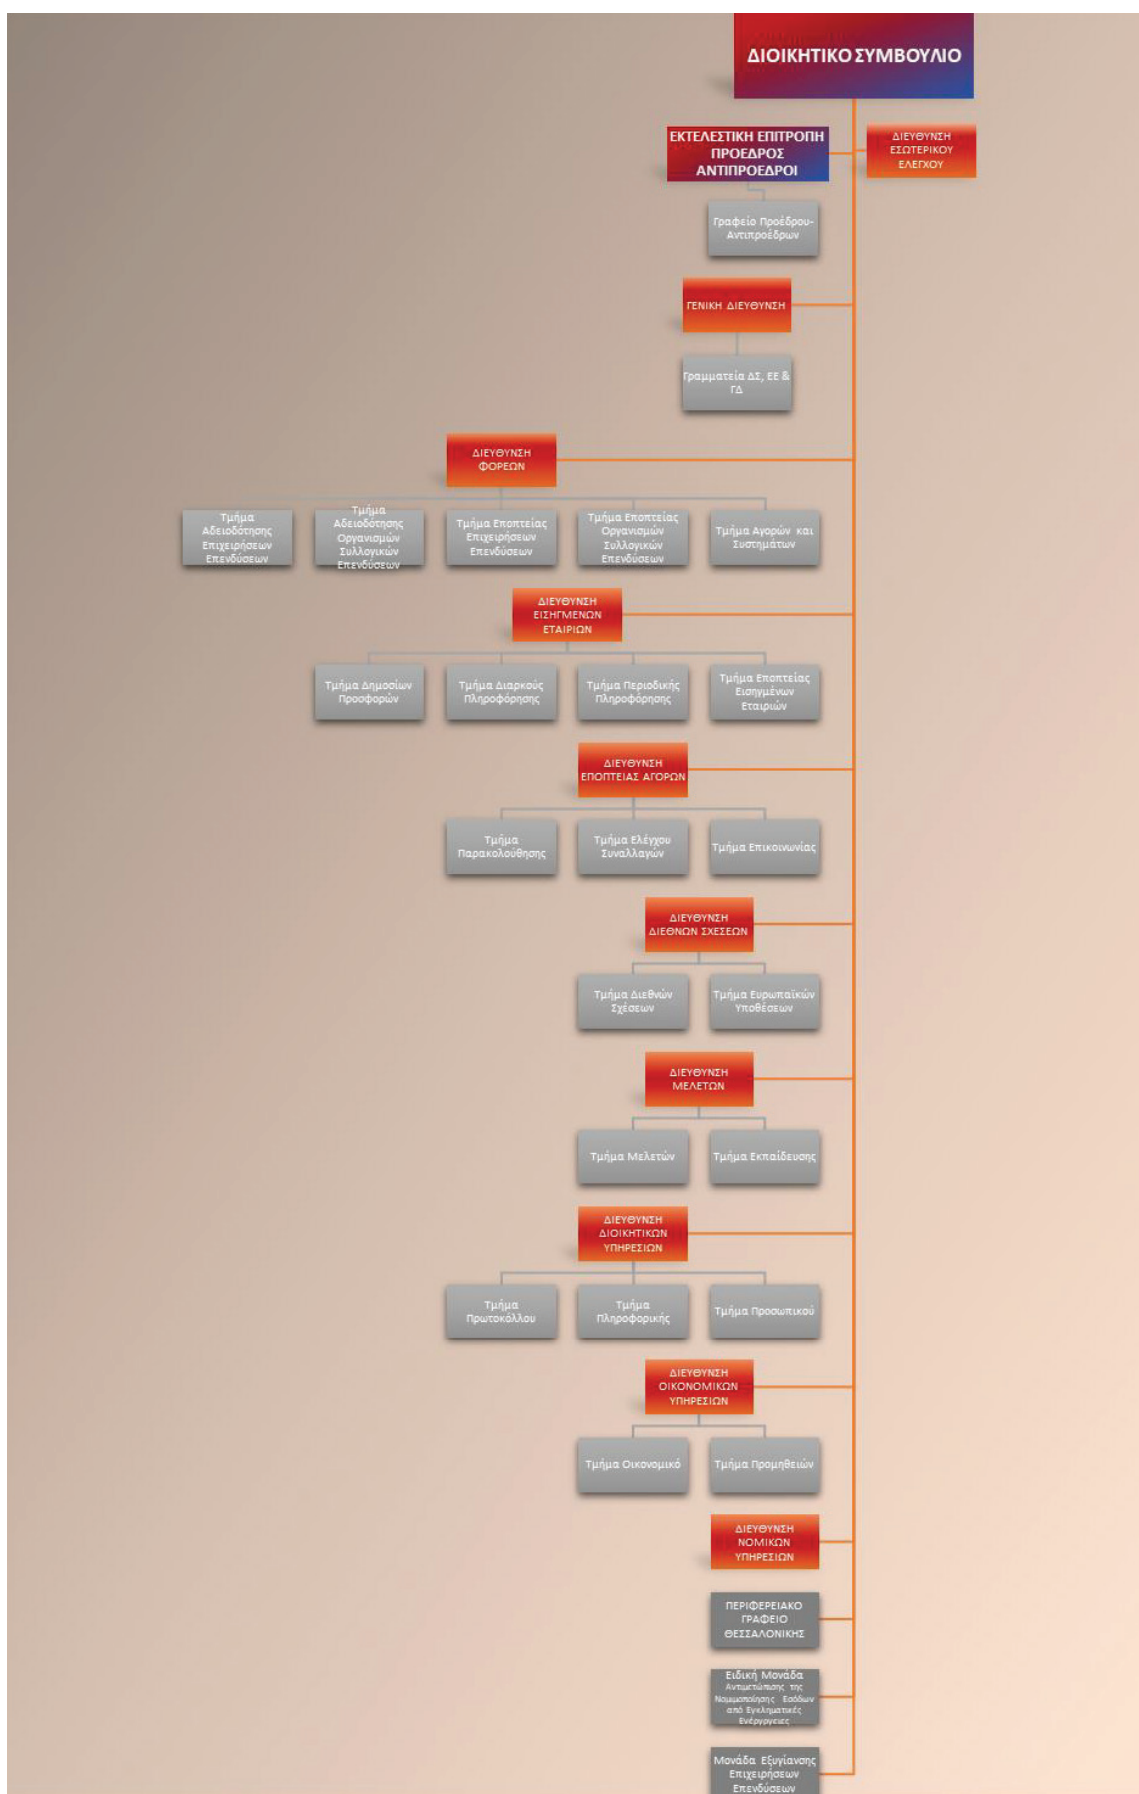 ΔΙΟΙΚΗΤΙΚΟ ΣΥΜΒΟΥΛΙΟ
ΕΚΤΕΛΕΣΤΙΚΗ ΕΠΙΤΡΟΠΗ
ΠΡΟΕΔΡΟΣ
ΑΝΤΙΠΡΟΕΔΡΟΙ
ΔΙΕΥΘΥΝΣΗ
ΕΣΩΤΕΡΙΚΟΥ
ΕΛΕΓΧΟΥ
Γραφείο Προέδρου-
Αντιπροέδρων
ΓΕΝΙΚΗ ΔΙΕΥΘΥΝΣΗ
Γραμματεία ΔΣ, ΕΕ &
ΓΔ
ΔΙΕΥΘΥΝΣΗ
ΦΟΡΕΩΝ
Τμήμα
Αδειοδότησης
Επιχειρήσεων
Επενδύσεων
Τμήμα
Αδειοδότησης
Οργανισμών
Συλλογικών
Επενδύσεων
Τμήμα Εποπτείας
Επιχειρήσεων
Επενδύσεων
Τμήμα Εποπτείας
Οργανισμών
Συλλογικών
Επενδύσεων
Τμήμα Αγορών και
Συστημάτων
ΔΙΕΥΘΥΝΣΗ
ΕΙΣΗΓΜΕΝΩΝ
ΕΤΑΙΡΙΩΝ
Τμήμα Δημοσίων
Προσφορών
Τμήμα Διαρκούς
Πληροφόρησης
Τμήμα Περιοδικής
Πληροφόρησης
Τμήμα Εποπτείας
Εισηγμένων
Εταιριών
ΔΙΕΥΘΥΝΣΗ
ΕΠΟΠΤΕΙΑΣ ΑΓΟΡΩΝ
Τμήμα
Παρακολούθησης
Τμήμα Ελέγχου
Συναλλαγών
Τμήμα Επικοινωνίας
ΔΙΕΥΘΥΝΣΗ
ΔΙΕΘΝΩΝ ΣΧΕΣΕΩΝ
Τμήμα Διεθνών
Σχέσεων
Τμήμα Ευρωπαϊκών
Υποθέσεων
ΔΙΕΥΘΥΝΣΗ
ΜΕΛΕΤΩΝ
Τμήμα Μελετών
Τμήμα Εκπαίδευσης
ΔΙΕΥΘΥΝΣΗ
ΔΙΟΙΚΗΤΙΚΩΝ
ΥΠΗΡΕΣΙΩΝ
Τμήμα
Πρωτοκόλλου
Τμήμα
Πληροφορικής
Τμήμα Προσωπικού
ΔΙΕΥΘΥΝΣΗ
ΟΙΚΟΝΟΜΙΚΩΝ
ΥΠΗΡΕΣΙΩΝ
Τμήμα Οικονομικό
Τμήμα Προμηθειών
ΔΙΕΥΘΥΝΣΗ
ΝΟΜΙΚΩΝ
ΥΠΗΡΕΣΙΩΝ
ΠΕΡΙΦΕΡΕΙΑΚΟ
ΓΡΑΦΕΙΟ
ΘΕΣΣΑΛΟΝΙΚΗΣ
Ειδική Μονάδα
Αντιμετώπισης της
Νομιμοποίησης Εσόδων
από Εγκληματικές
Ενέργργειες
Μονάδα Εξυγίανσης
Επιχειρήσεων
Επενδύσεων